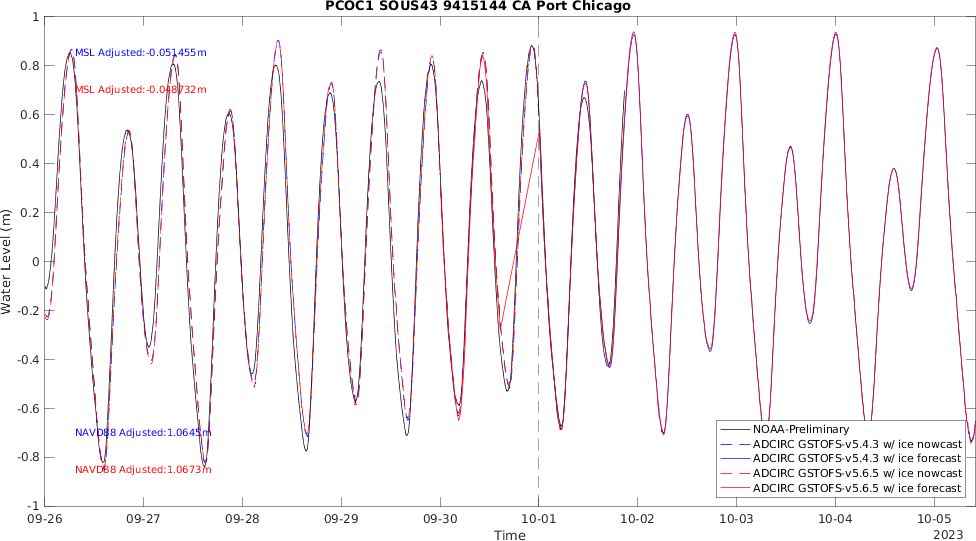 PCOC1 SOUS43 9415144 CA Port Chicago
1
0.8
0.6
0.4
0.2
0
-0.2
-0.4
-0.6
-0.8
-1
Water Level (m)
MSL Adjusted:-0.051455m
MSL Adjusted:-0.048732m
NAVD88 Adjusted:1.0645m
NAVD88 Adjusted:1.0673m
NOAA-Preliminary
ADCIRC GSTOFS-v5.4.3 w/ ice nowcast
ADCIRC GSTOFS-v5.4.3 w/ ice forecast
ADCIRC GSTOFS-v5.6.5 w/ ice nowcast
ADCIRC GSTOFS-v5.6.5 w/ ice forecast
09-26 09-27 09-28 09-29 09-30 10-01 10-02 10-03 10-04 10-05
Time
2023